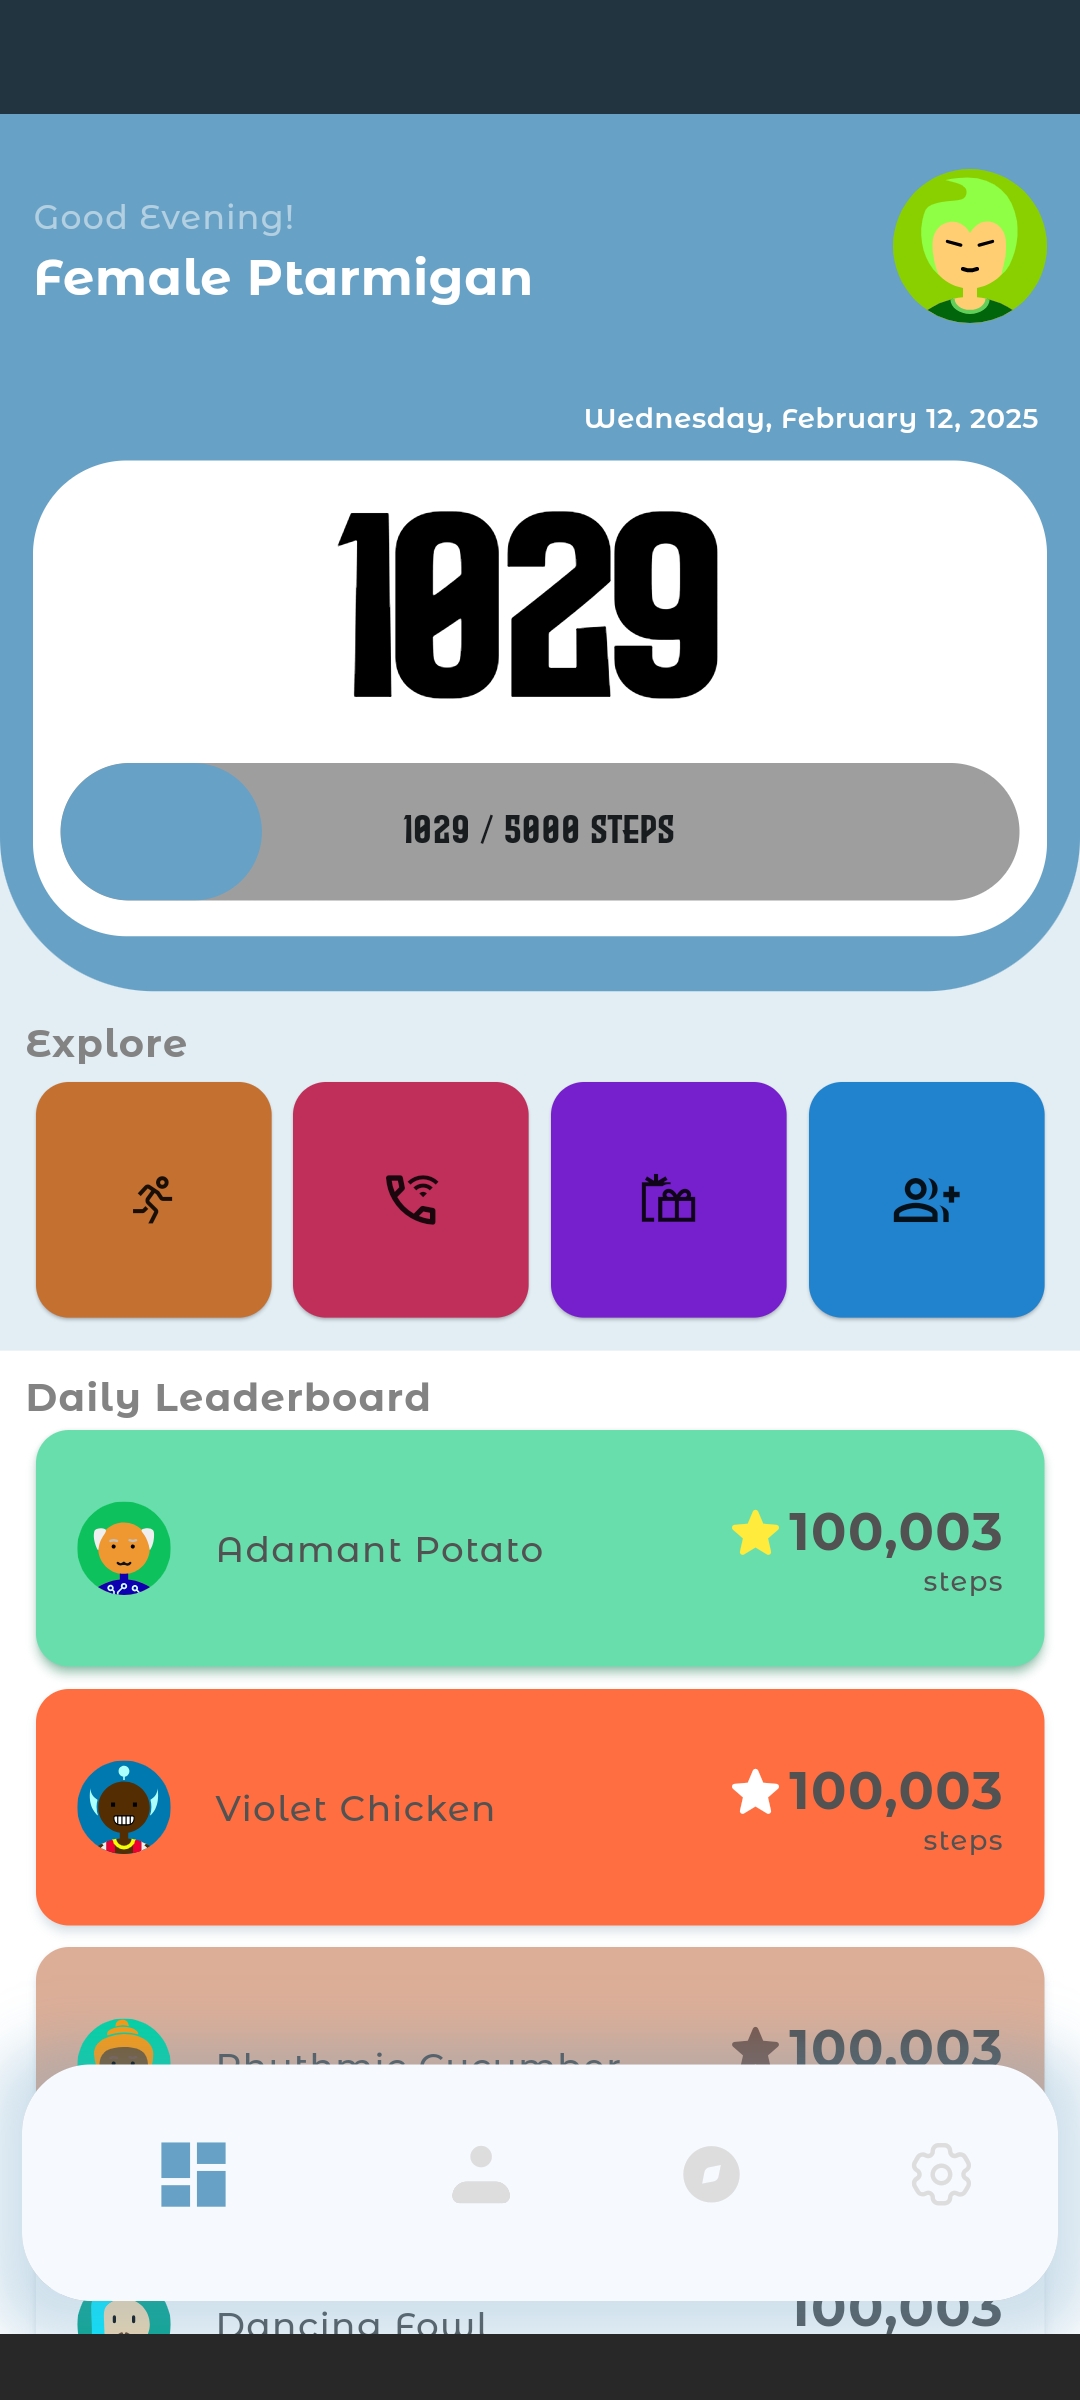 Good Evening!
Female Ptarmigan
Wednesday, February 12, 2025
1029
1029 / 5000 STEPS
Explore
Daily Leaderboard
Adamant Potato
100,003
steps
Violet Chicken
100,003
steps
Rhythmic Cucumber
100,003
Dancing Fowl
100,003